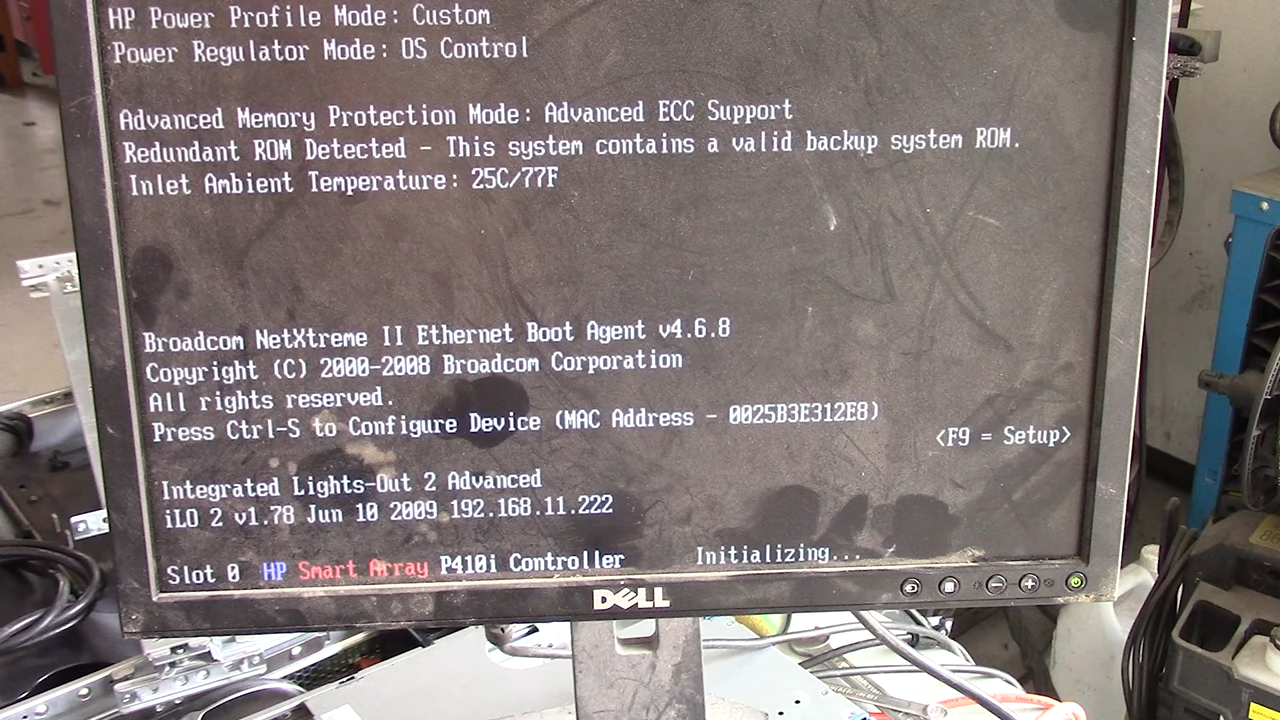 HP Power Profile Mode: Custom
Power Regulator Mode: OS Control
Advanced Memory Protection Mode: Advanced ECC Support
Redundant ROM Detected - This system contains a valid backup system ROM.
Inlet Ambient Temperature: 25C/77F
Broadcom NetXtreme II Ethernet Boot Agent v4.6.8
Copyright (C) 2000-2008 Broadcom Corporation
All rights reserved.
Press Ctrl-S to Configure Device (MAC Address - 0025B3E312E8)
<F9 = Setup>
Integrated Lights-Out 2 Advanced
iLO 2 v1.78 Jun 10 2009 192.168.11.222
Slot 0 HP Smart Array P410i Controller Initializing...
DELL